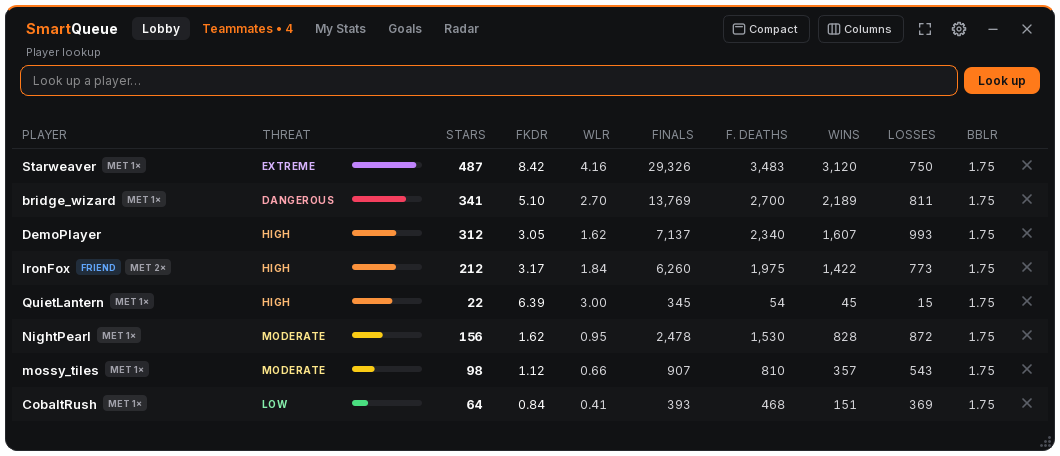 SmartQueue Lobby Teammates • 4 My Stats Goals Radar Compact Columns
Player lookup
Look up a player... Look up
PLAYER THREAT STARS FKDR WLR FINALS F. DEATHS WINS LOSSES BBLR
Starweaver MET 1× EXTREME 487 8.42 4.16 29,326 3,483 3,120 750 1.75
bridge_wizard MET 1× DANGEROUS 341 5.10 2.70 13,769 2,700 2,189 811 1.75
DemoPlayer HIGH 312 3.05 1.62 7,137 2,340 1,607 993 1.75
IronFox FRIEND MET 2× HIGH 212 3.17 1.84 6,260 1,975 1,422 773 1.75
QuietLantern MET 1× HIGH 22 6.39 3.00 345 54 45 15 1.75
NightPearl MET 1× MODERATE 156 1.62 0.95 2,478 1,530 828 872 1.75
mossy_tiles MET 1× MODERATE 98 1.12 0.66 907 810 357 543 1.75
CobaltRush MET 1× LOW 64 0.84 0.41 393 468 151 369 1.75